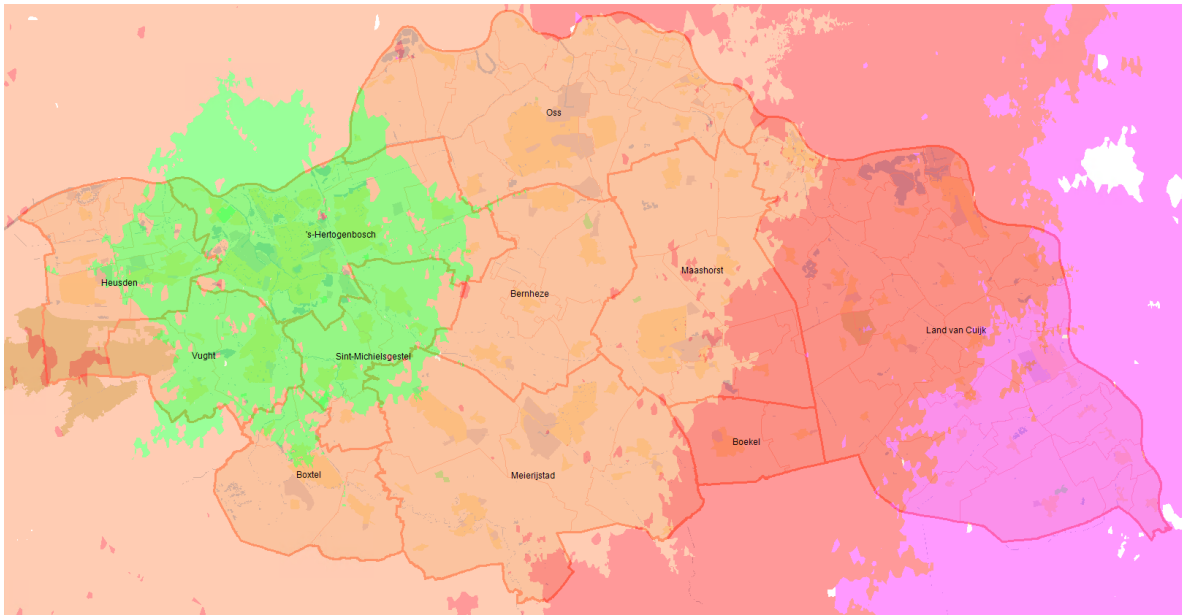 Oss
's-Hertogenbosch
Maashorst
Heusden
Bernheze
Land van Cuijk
Vught
Sint-Michielsgestel
Boekel
Boxtel
Meierijstad